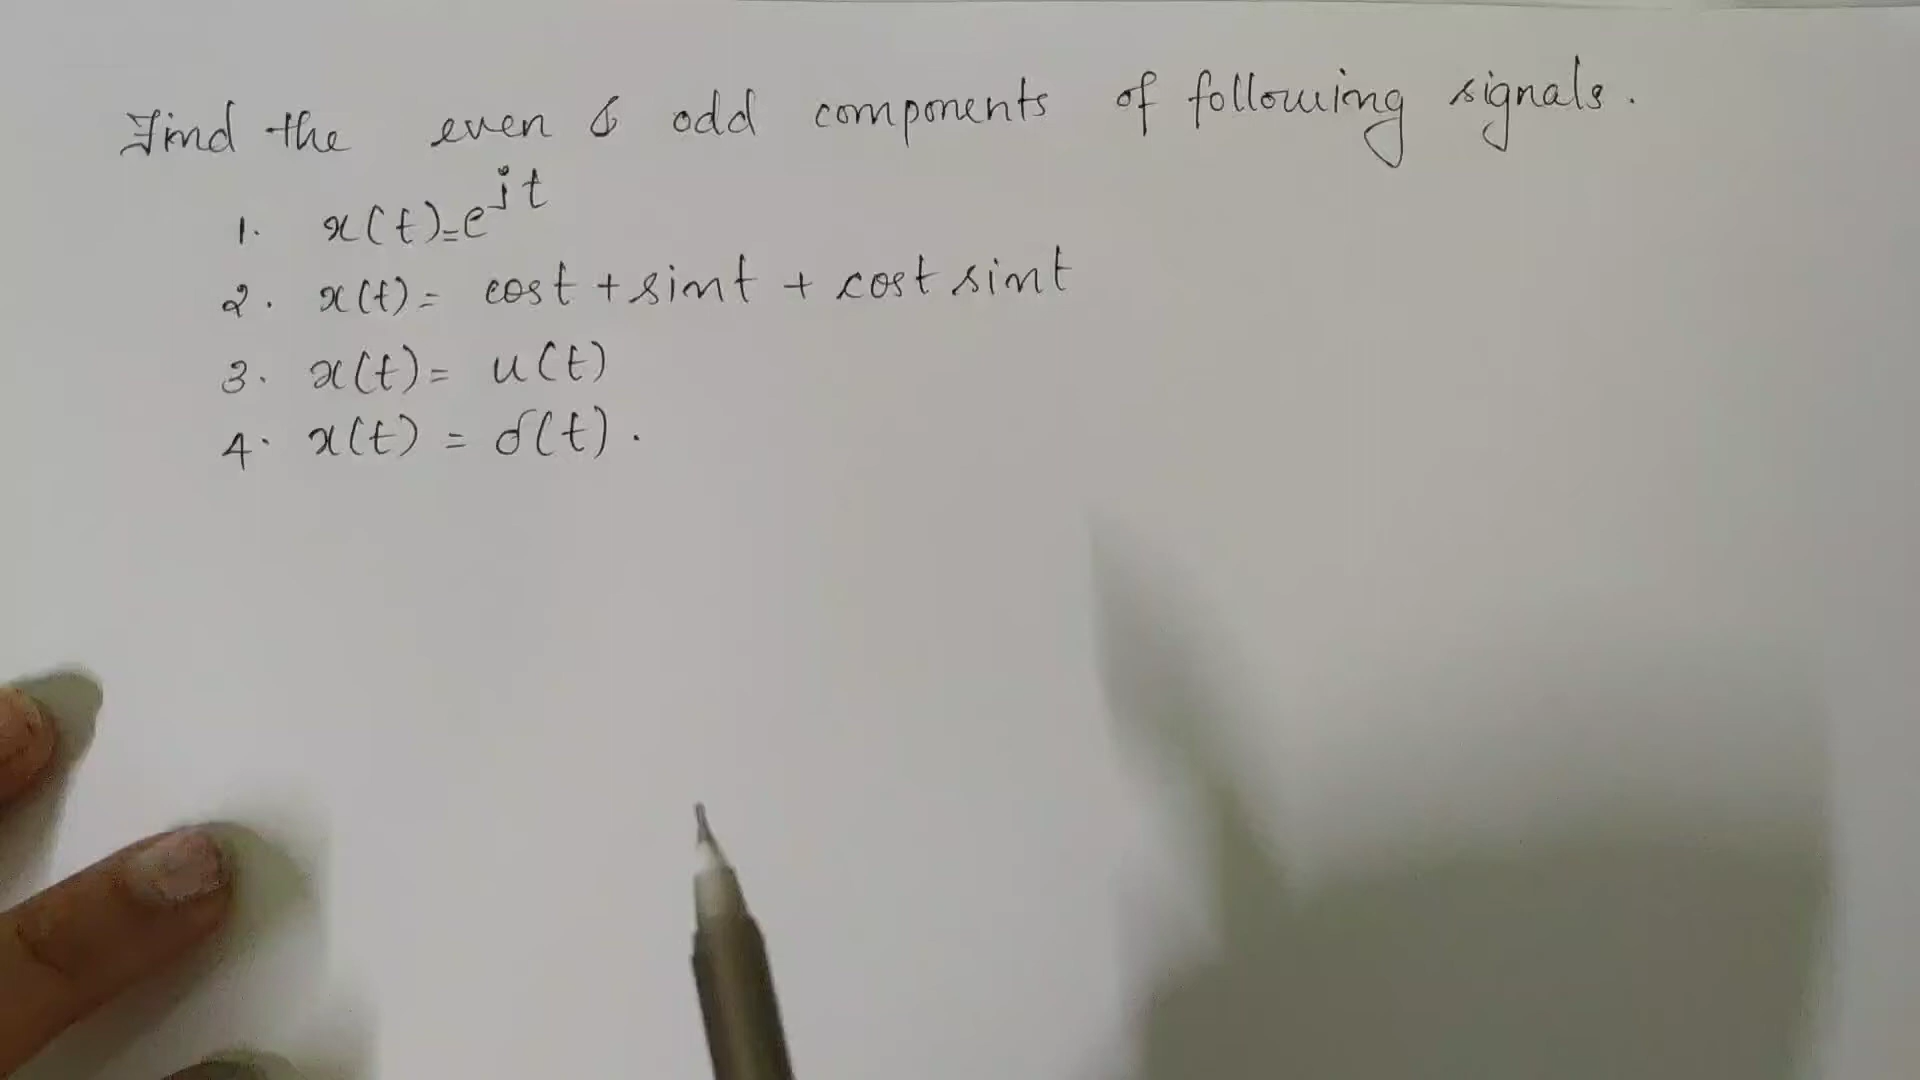 Find the even & odd components of following signals.
1. x(t)=e^jt
2. x(t)= cost + sint + cost sint
3. x(t)= u(t)
4. x(t) = δ(t).